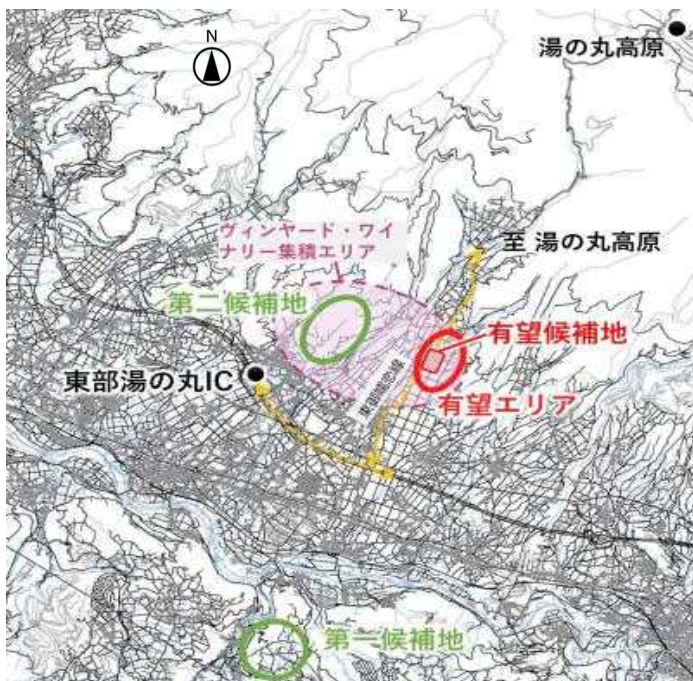 N
湯の丸高原
ヴィンヤード・ワイ
ナリー集積エリア
至 湯の丸高原
第二候補地
有望候補地
東部湯の丸IC
有望エリア
第一候補地